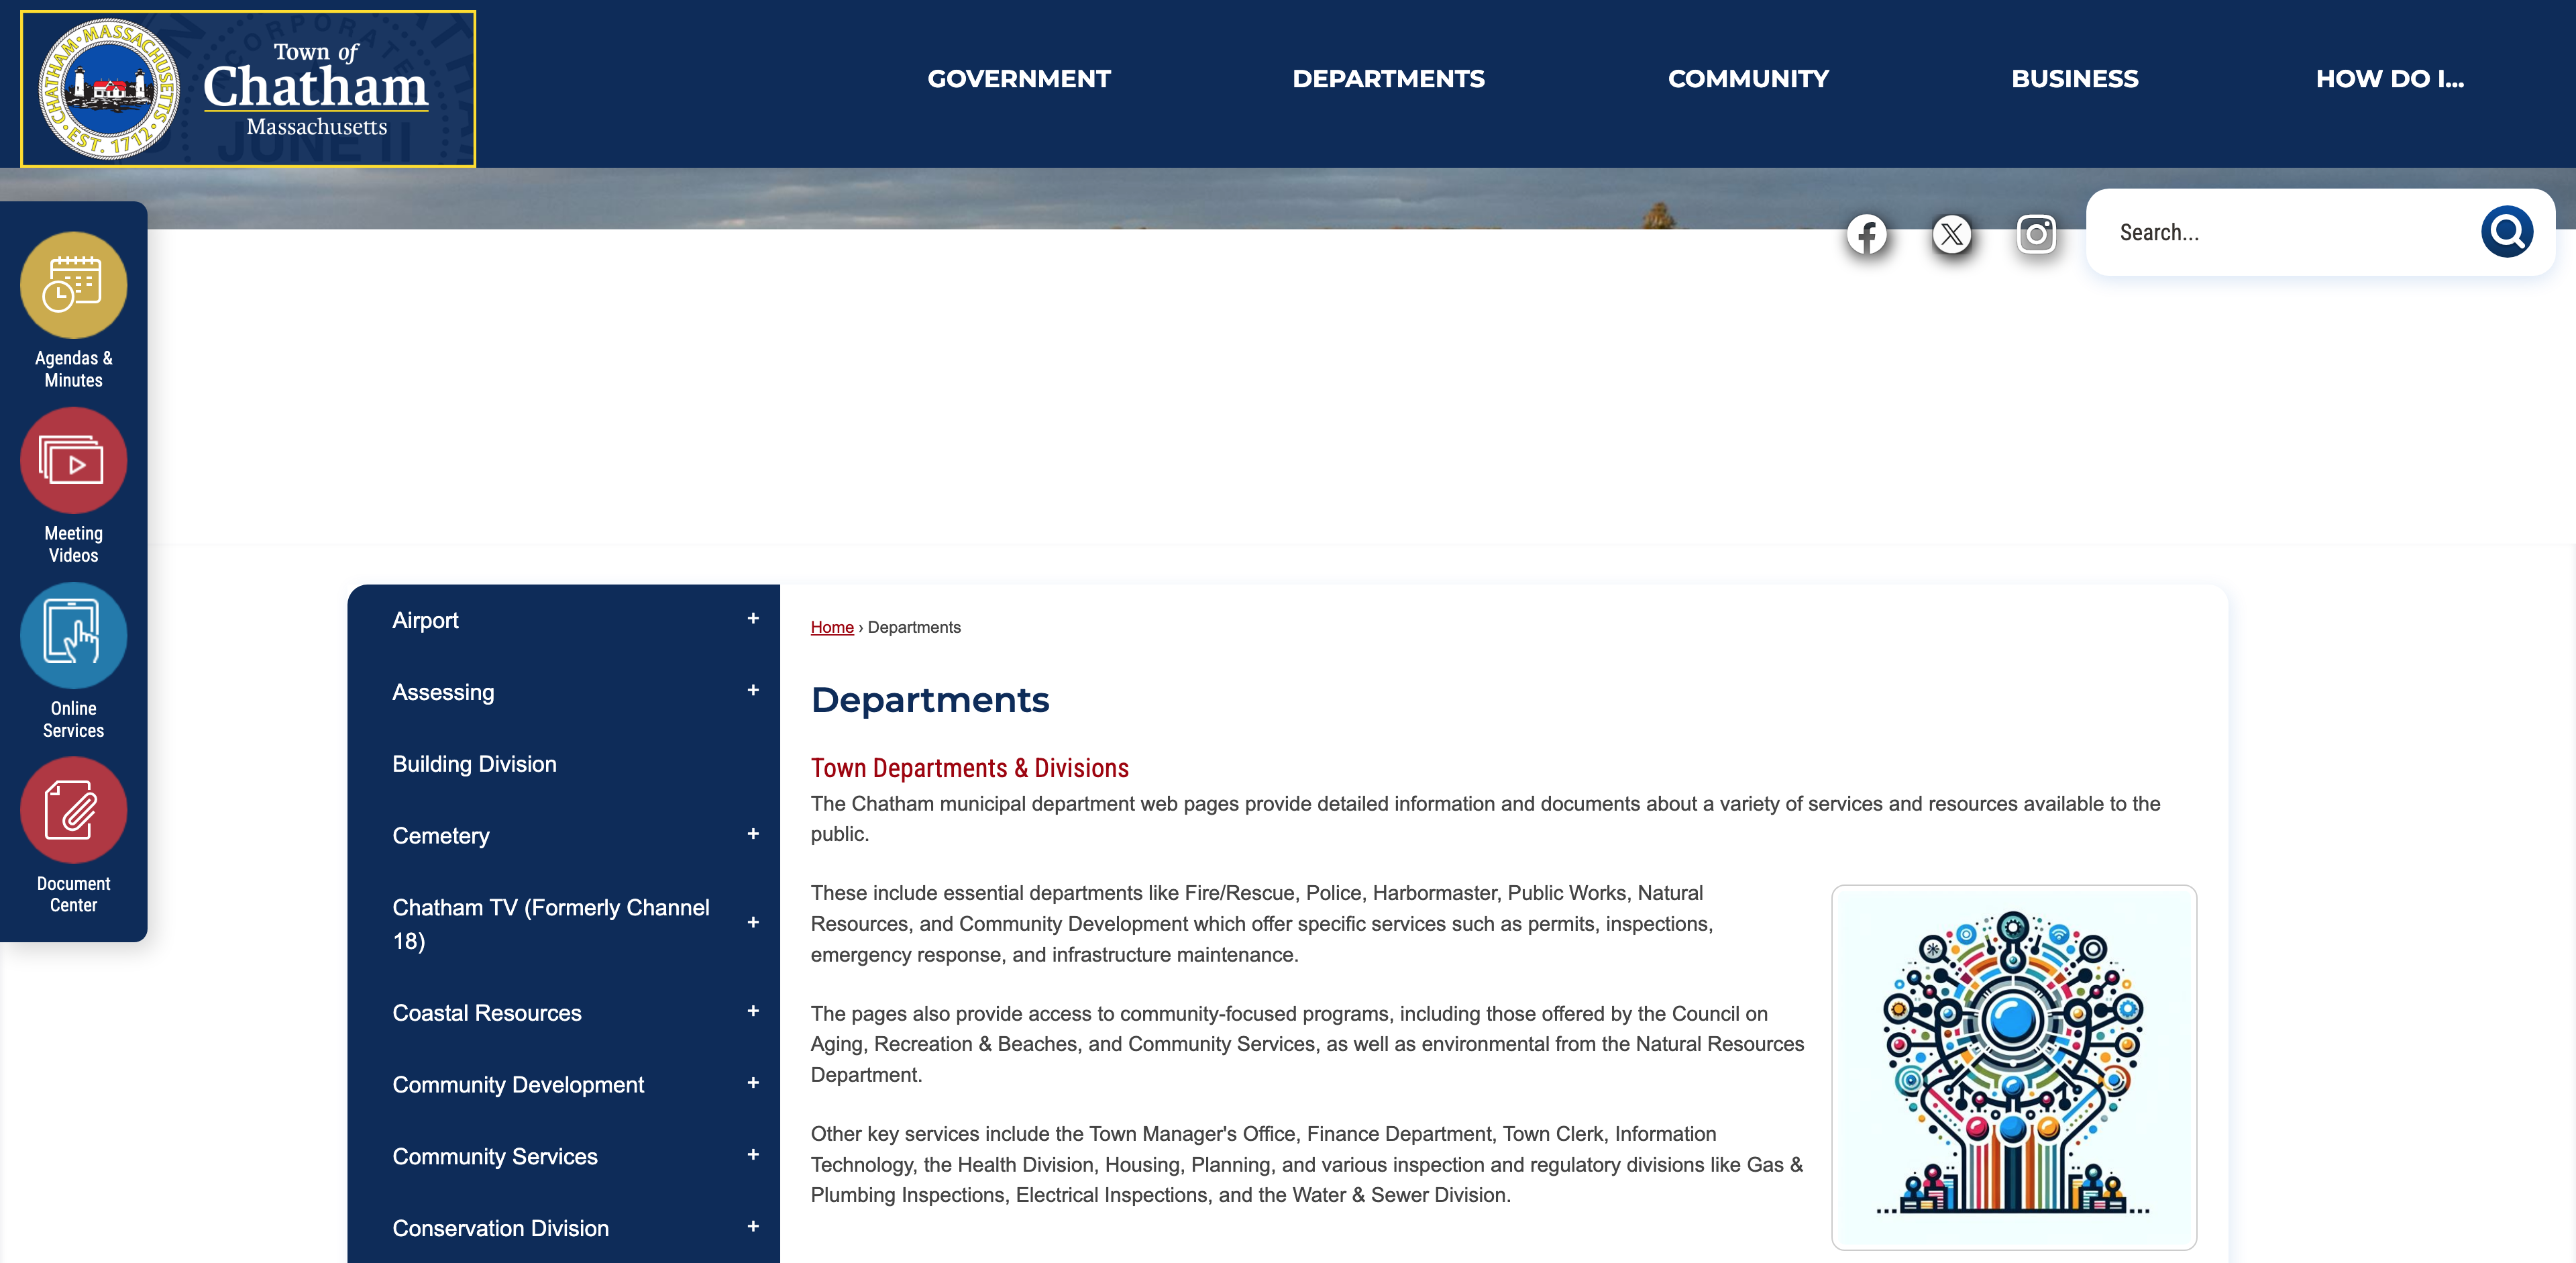 CHATHAM · MASSACHUSETTS
EST. 1712
CORPORATE
JUNE 11
Town of
Chatham
Massachusetts
GOVERNMENT
DEPARTMENTS
COMMUNITY
BUSINESS
HOW DO I...
Search...
Agendas &
Minutes
Meeting
Videos
Online
Services
Document
Center
Airport +
Assessing +
Building Division
Cemetery +
Chatham TV (Formerly Channel
18) +
Coastal Resources +
Community Development +
Community Services +
Conservation Division +
Home › Departments
Departments
Town Departments & Divisions
The Chatham municipal department web pages provide detailed information and documents about a variety of services and resources available to the
public.
These include essential departments like Fire/Rescue, Police, Harbormaster, Public Works, Natural
Resources, and Community Development which offer specific services such as permits, inspections,
emergency response, and infrastructure maintenance.
The pages also provide access to community-focused programs, including those offered by the Council on
Aging, Recreation & Beaches, and Community Services, as well as environmental from the Natural Resources
Department.
Other key services include the Town Manager's Office, Finance Department, Town Clerk, Information
Technology, the Health Division, Housing, Planning, and various inspection and regulatory divisions like Gas &
Plumbing Inspections, Electrical Inspections, and the Water & Sewer Division.